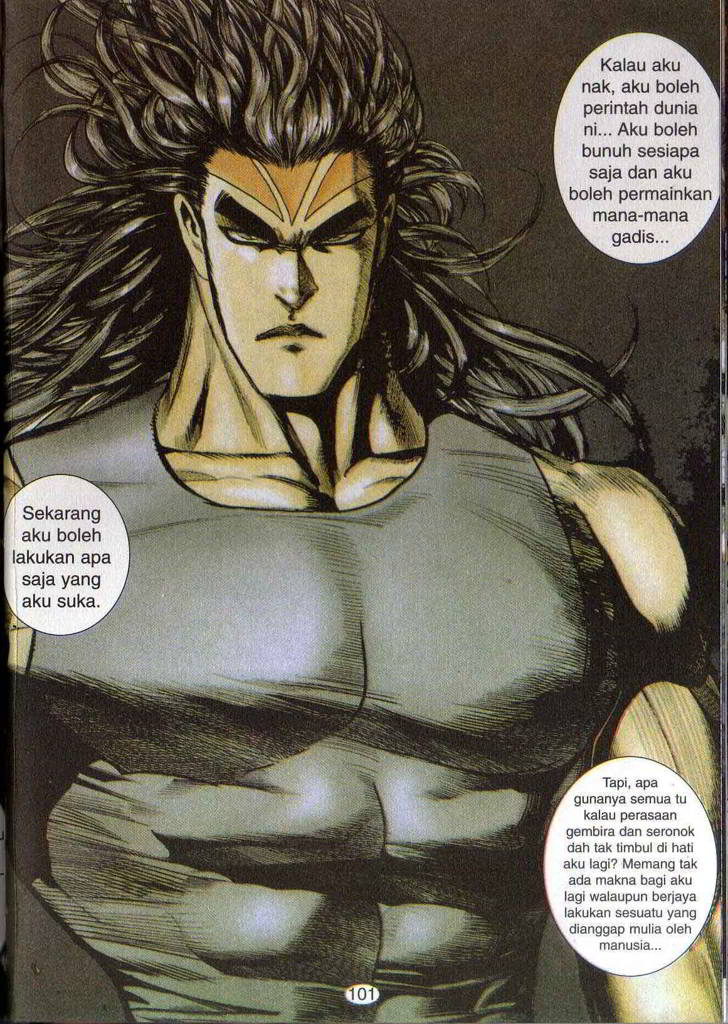 Kalau aku
nak, aku boleh
perintah dunia
ni... Aku boleh
bunuh sesiapa
saja dan aku
boleh permainkan
mana-mana
gadis...
Sekarang
aku boleh
lakukan apa
saja yang
aku suka.
Tapi, apa
gunanya semua tu
kalau perasaan
gembira dan seronok
dah tak timbul di hati
aku lagi? Memang tak
ada makna bagi aku
lagi walaupun berjaya
lakukan sesuatu yang
dianggap mulia oleh
manusia...
101